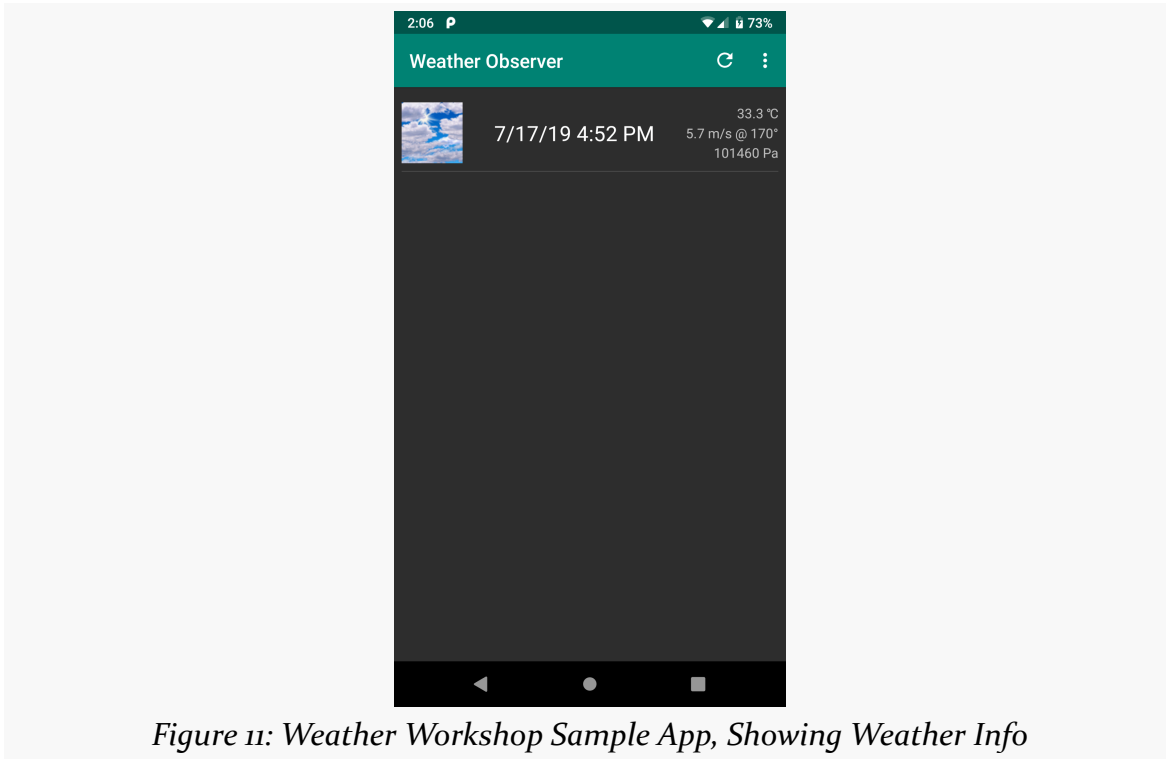 2:06 73%
Weather Observer
7/17/19 4:52 PM
33.3 °C
5.7 m/s @ 170°
101460 Pa
Figure 11: Weather Workshop Sample App, Showing Weather Info